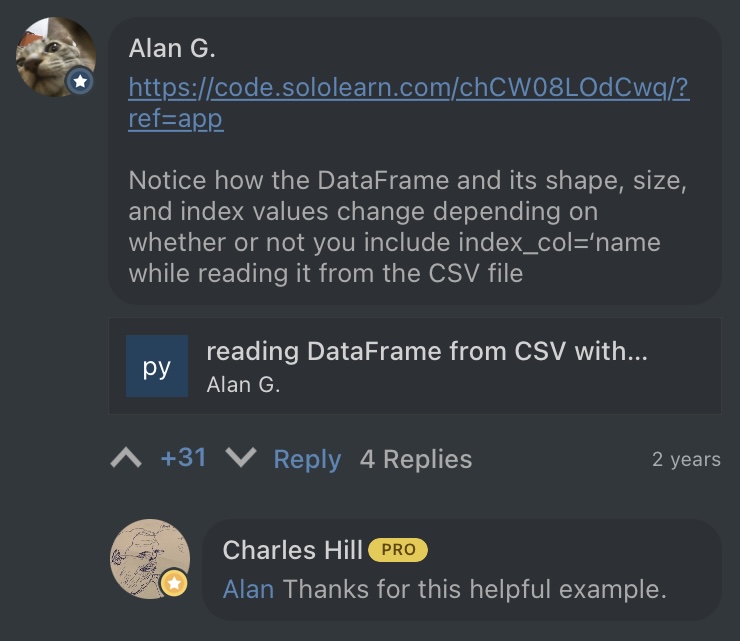 Alan G.
https://code.sololearn.com/chCW08LOdCwq/?
ref=app
Notice how the DataFrame and its shape, size,
and index values change depending on
whether or not you include index_col=‘name
while reading it from the CSV file
py
reading DataFrame from CSV with...
Alan G.
+31 Reply 4 Replies 2 years
Charles Hill PRO
Alan Thanks for this helpful example.